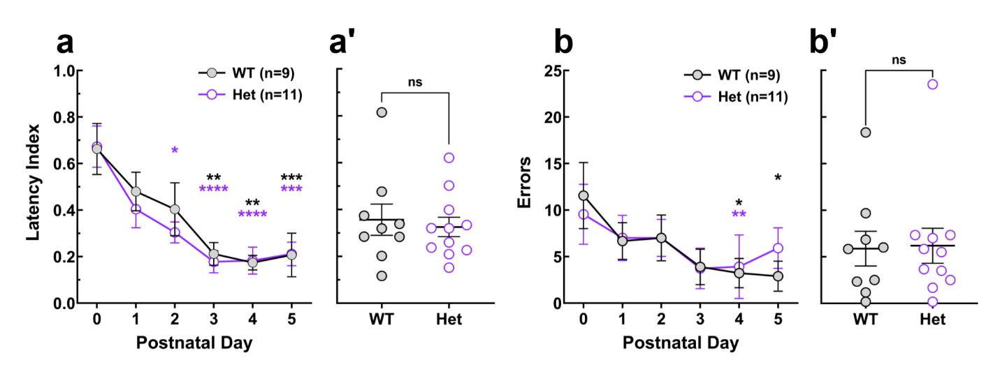 a
a'
b
b'
1.0
0.8
0.6
0.4
0.2
0.0
Latency Index
WT (n=9)
Het (n=11)
*
**
****
**
****
***
***
0 1 2 3 4 5
Postnatal Day
ns
WT Het
25
20
15
10
5
0
Errors
WT (n=9)
Het (n=11)
*
**
*
0 1 2 3 4 5
Postnatal Day
ns
WT Het